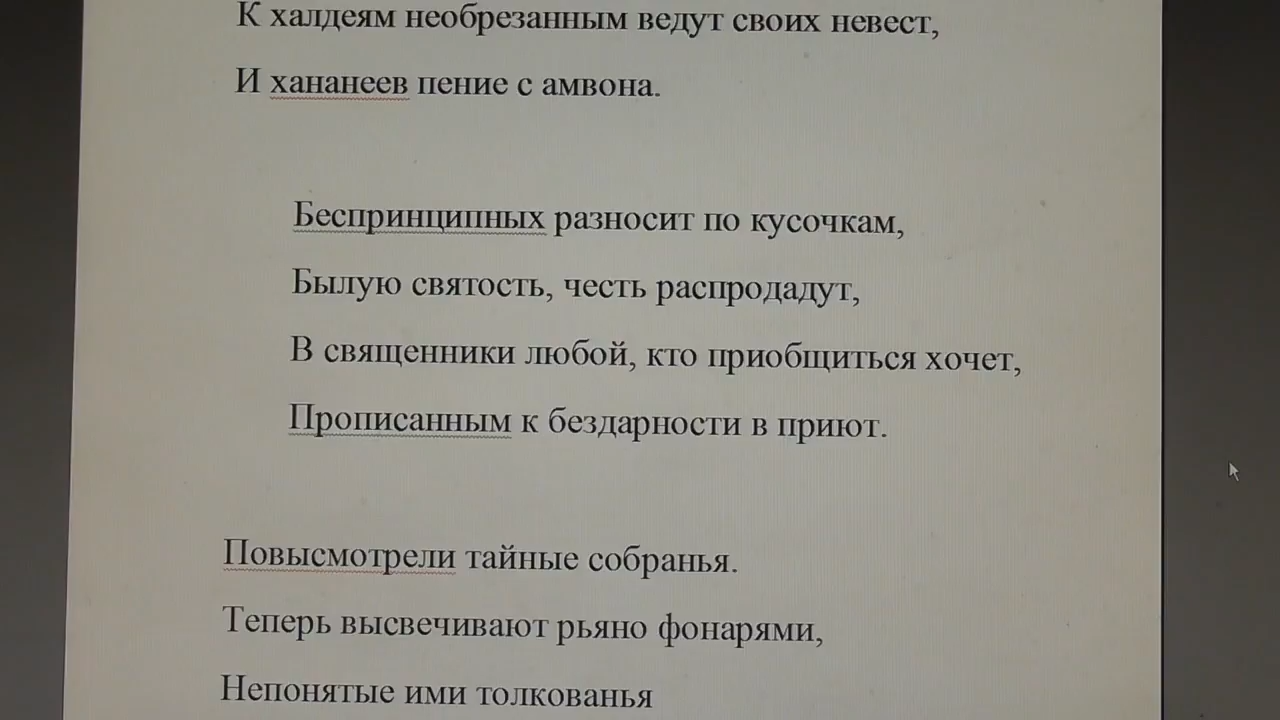 К халдеям необрезанным ведут своих невест,
И хананеев пение с амвона.
Беспринципных разносит по кусочкам,
Былую святость, честь распродадут,
В священники любой, кто приобщиться хочет,
Прописанным к бездарности в приют.
Повысмотрели тайные собранья.
Теперь высвечивают рьяно фонарями,
Непонятые ими толкованья